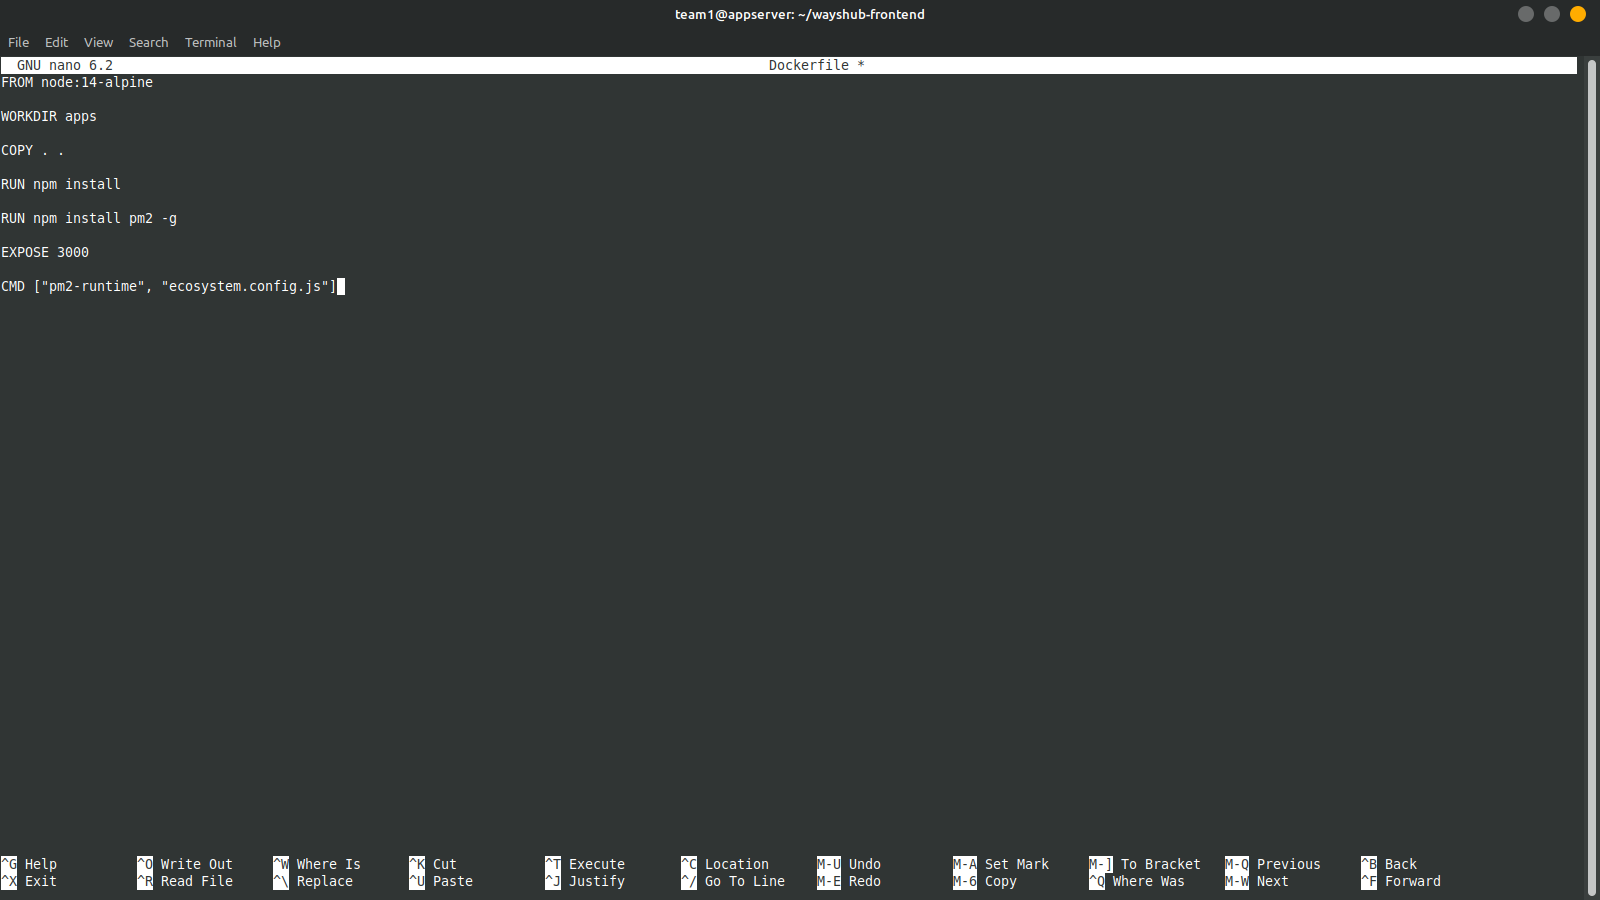 team1@appserver: ~/wayshub-frontend
File Edit View Search Terminal Help
GNU nano 6.2 Dockerfile *
FROM node:14-alpine
WORKDIR apps
COPY . .
RUN npm install
RUN npm install pm2 -g
EXPOSE 3000
CMD ["pm2-runtime", "ecosystem.config.js"]
^G Help ^O Write Out ^W Where Is ^K Cut ^T Execute ^C Location M-U Undo M-A Set Mark M-] To Bracket M-Q Previous ^B Back
^X Exit ^R Read File ^\ Replace ^U Paste ^J Justify ^/ Go To Line M-E Redo M-6 Copy ^Q Where Was M-W Next ^F Forward